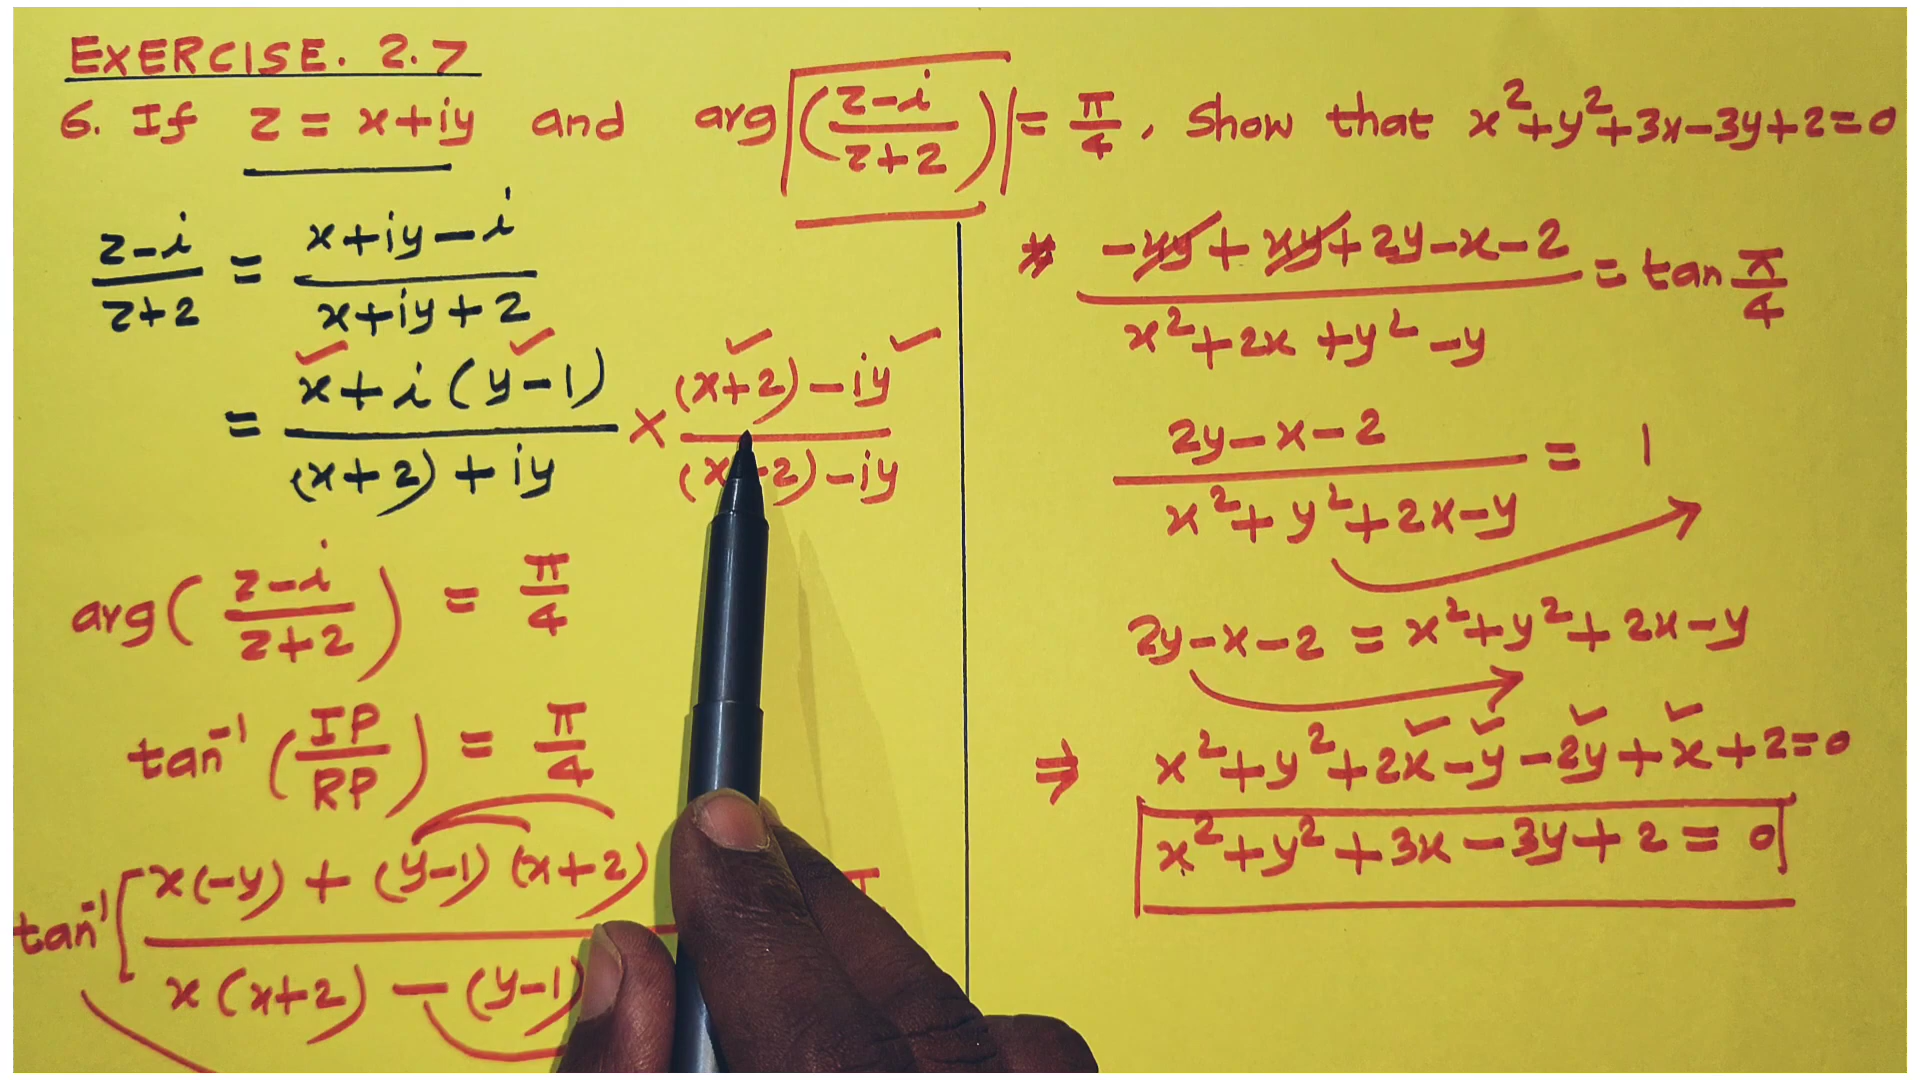 EXERCISE. 2.7
6. If z = x+iy and arg((z-i)/(z+2)) = π/4, Show that x²+y²+3x-3y+2=0
(z-i)/(z+2) = (x+iy-i)/(x+iy+2)
= (x+i(y-1))/((x+2)+iy) × ((x+2)-iy)/((x+2)-iy)
arg((z-i)/(z+2)) = π/4
tan⁻¹(IP/RP) = π/4
tan⁻¹[(x(-y)+(y-1)(x+2))/(x(x+2)-(y-1)
* (-xy+xy+2y-x-2)/(x²+2x+y²-y) = tan π/4
(2y-x-2)/(x²+y²+2x-y) = 1
2y-x-2 = x²+y²+2x-y
⇒ x²+y²+2x-y-2y+x+2=0
x²+y²+3x-3y+2=0